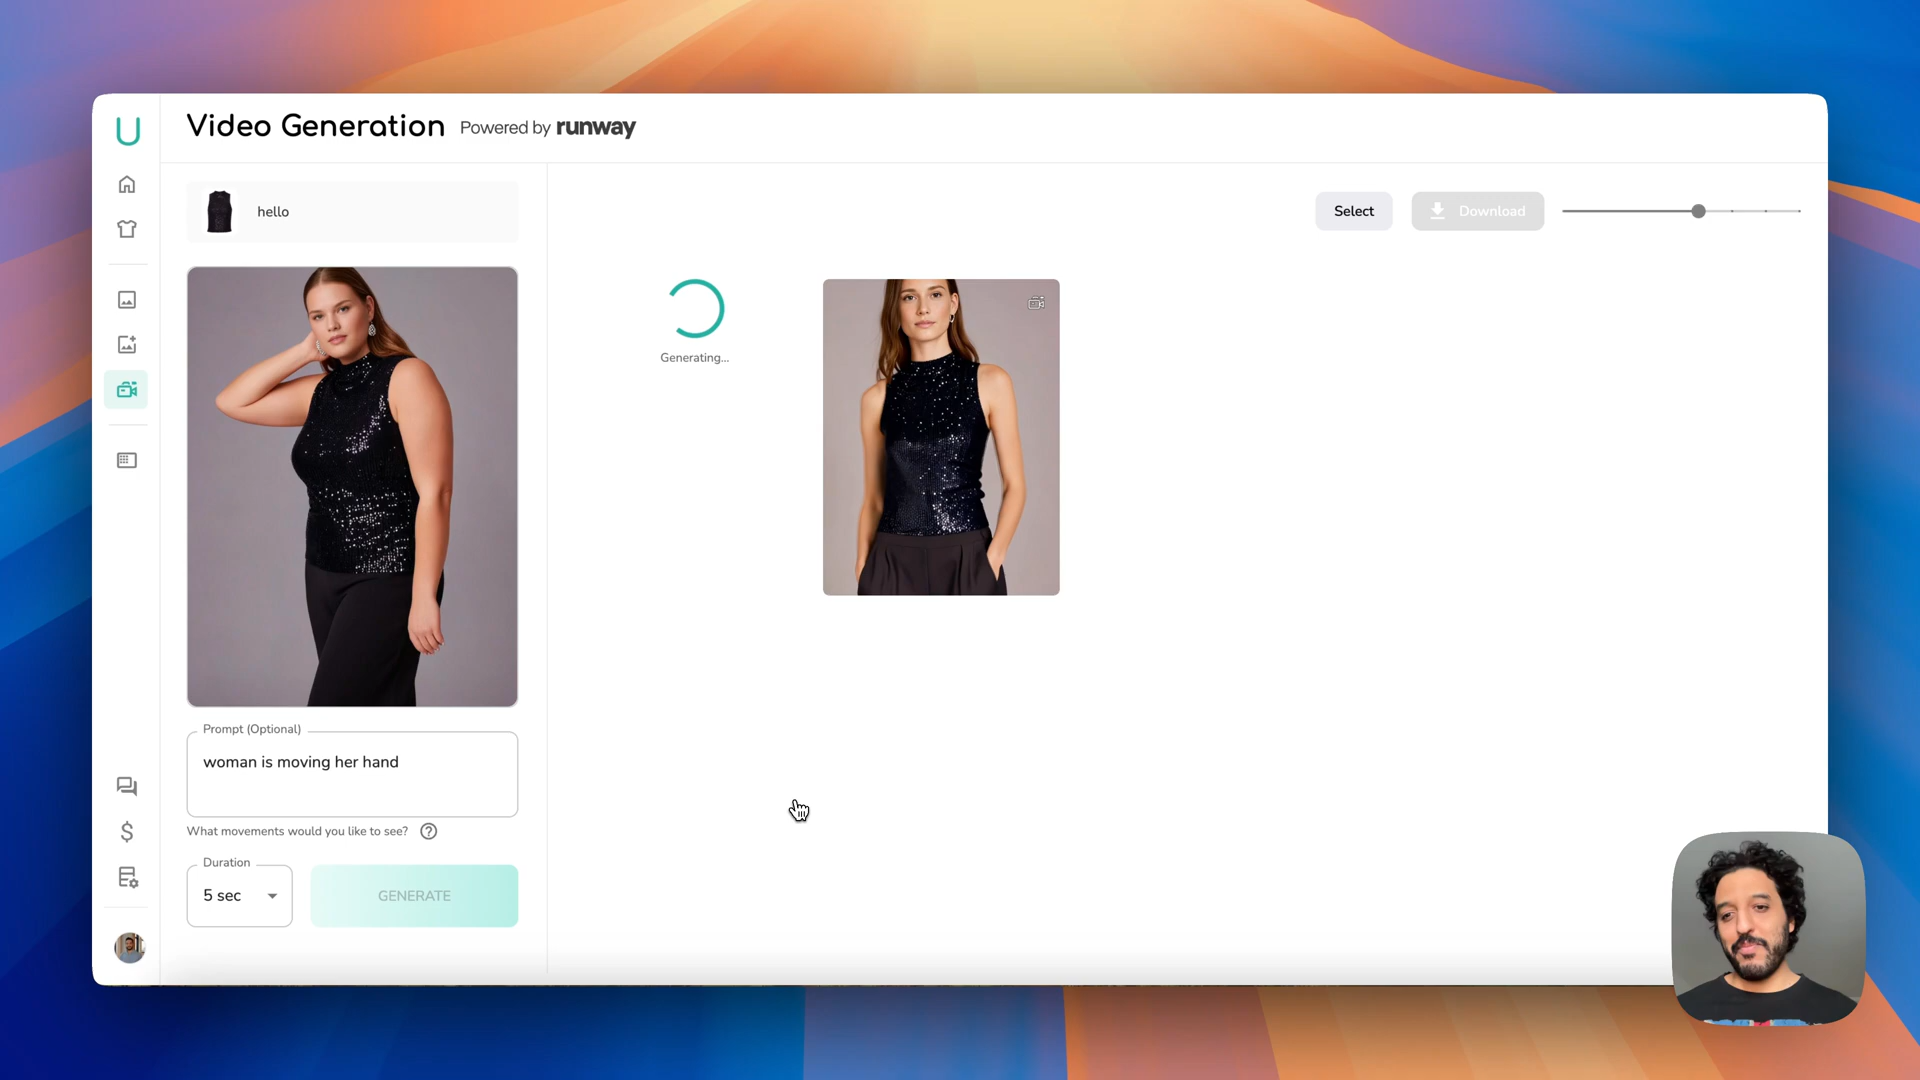 U
Video Generation Powered by runway
hello
Select
Download
Generating...
Prompt (Optional)
woman is moving her hand
What movements would you like to see? ?
Duration
5 sec
GENERATE